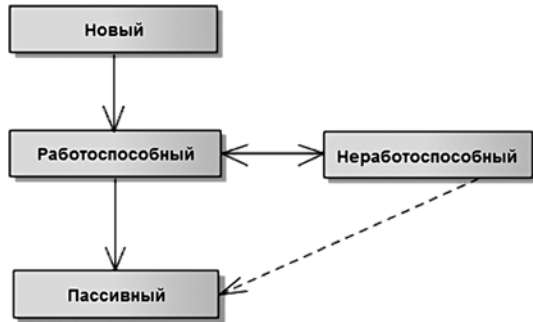 Новый
Работоспособный
Неработоспособный
Пассивный